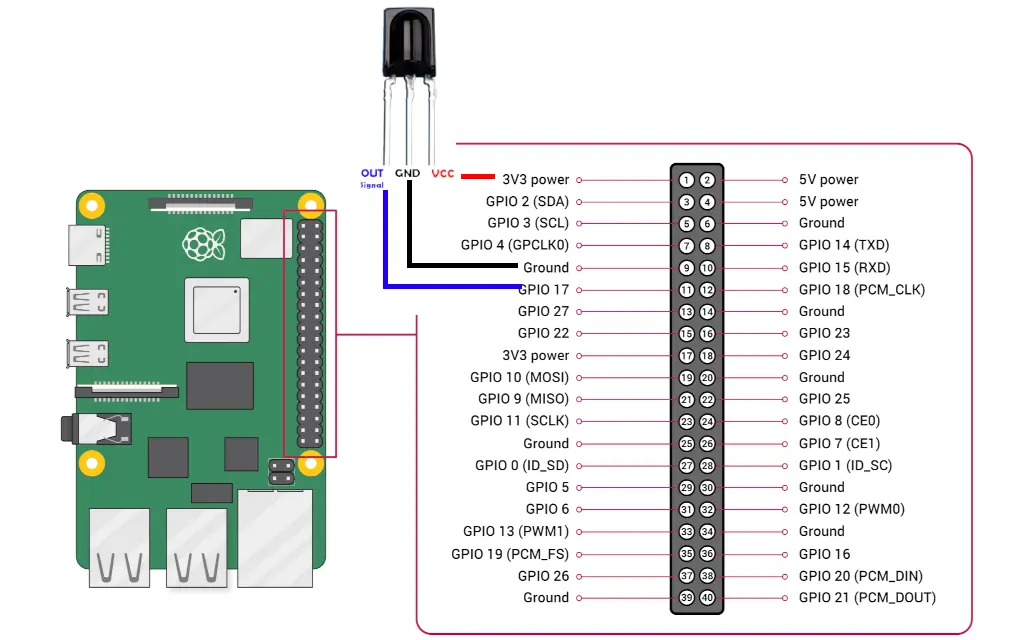 OUT GND VCC
Signal
3V3 power 1 2 5V power
GPIO 2 (SDA) 3 4 5V power
GPIO 3 (SCL) 5 6 Ground
GPIO 4 (GPCLK0) 7 8 GPIO 14 (TXD)
Ground 9 10 GPIO 15 (RXD)
GPIO 17 11 12 GPIO 18 (PCM_CLK)
GPIO 27 13 14 Ground
GPIO 22 15 16 GPIO 23
3V3 power 17 18 GPIO 24
GPIO 10 (MOSI) 19 20 Ground
GPIO 9 (MISO) 21 22 GPIO 25
GPIO 11 (SCLK) 23 24 GPIO 8 (CE0)
Ground 25 26 GPIO 7 (CE1)
GPIO 0 (ID_SD) 27 28 GPIO 1 (ID_SC)
GPIO 5 29 30 Ground
GPIO 6 31 32 GPIO 12 (PWM0)
GPIO 13 (PWM1) 33 34 Ground
GPIO 19 (PCM_FS) 35 36 GPIO 16
GPIO 26 37 38 GPIO 20 (PCM_DIN)
Ground 39 40 GPIO 21 (PCM_DOUT)